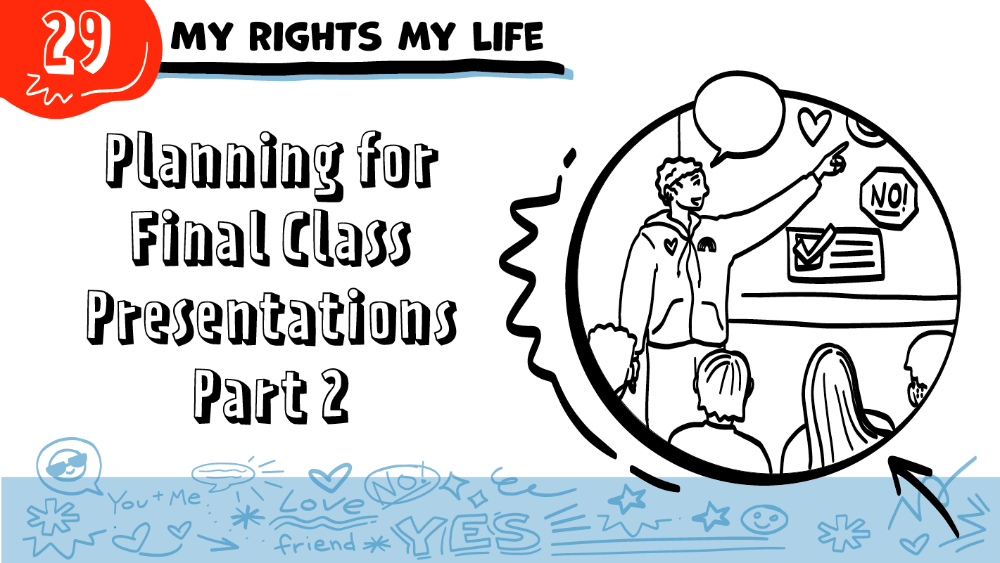 29
MY RIGHTS MY LIFE
Planning for
Final Class
Presentations
Part 2
NO!
You + Me
Love
friend
No!
YES
NO